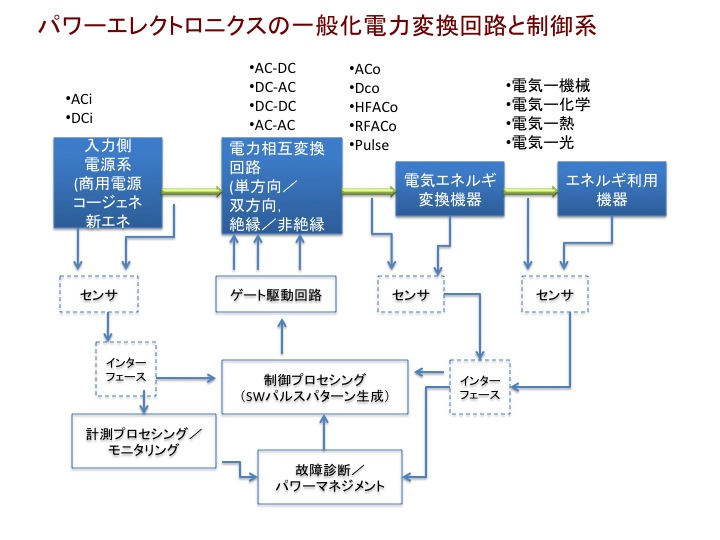 パワーエレクトロニクスの一般化電力変換回路と制御系
•ACi
•DCi
•AC-DC
•DC-AC
•DC-DC
•AC-AC
•ACo
•Dco
•HFACo
•RFACo
•Pulse
•電気ー機械
•電気ー化学
•電気ー熱
•電気ー光
入力側
電源系
(商用電源
コージェネ
新エネ
電力相互変換
回路
(単方向／
双方向,
絶縁／非絶縁
電気エネルギ
変換機器
エネルギ利用
機器
センサ
ゲート駆動回路
センサ
センサ
インター
フェース
制御プロセシング
（SWパルスパターン生成）
インター
フェース
計測プロセシング／
モニタリング
故障診断／
パワーマネジメント